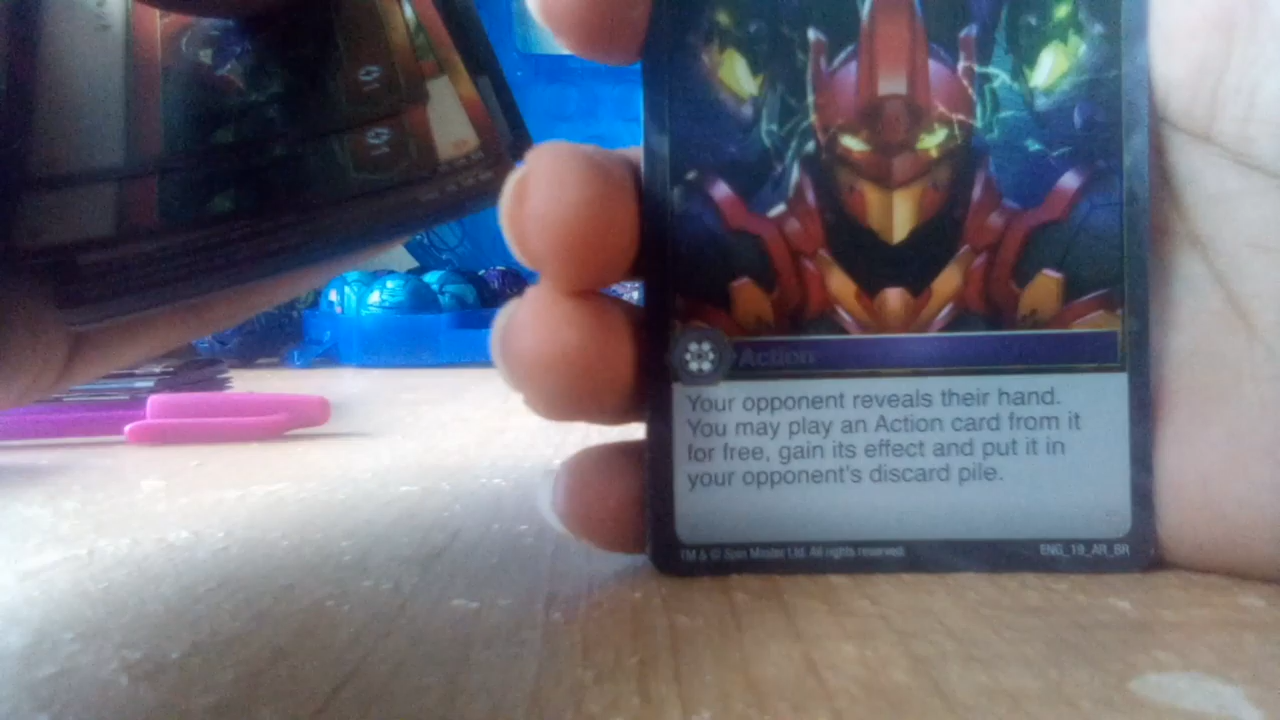 Action
Your opponent reveals their hand.
You may play an Action card from it
for free, gain its effect and put it in
your opponent's discard pile.
TM & © Spin Master Ltd. All rights reserved.
ENG_19_AR_BR